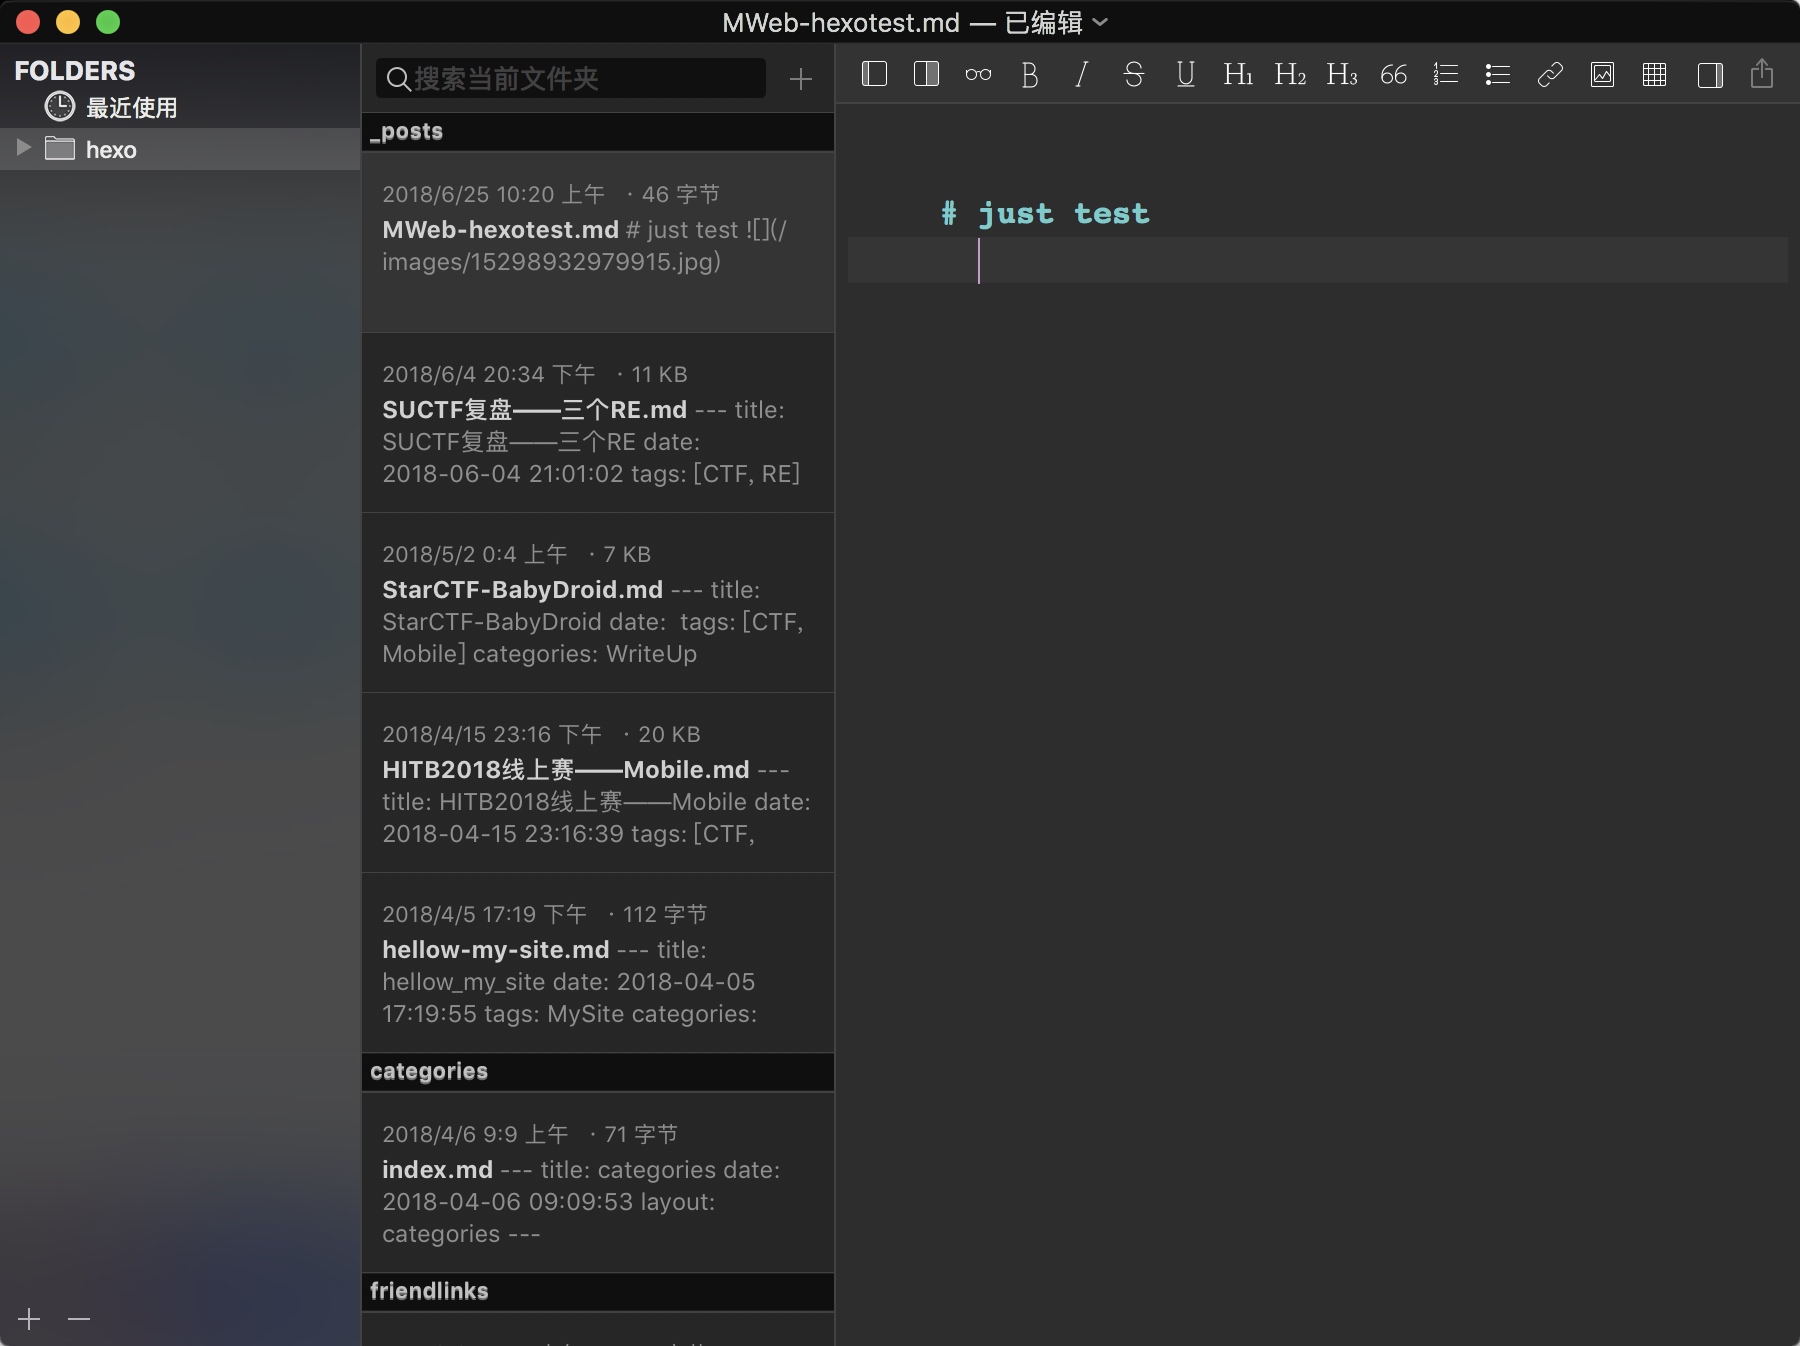 MWeb-hexotest.md — 已编辑
FOLDERS
最近使用
hexo
搜索当前文件夹
_posts
2018/6/25 10:20 上午 · 46 字节
MWeb-hexotest.md # just test ![](/
images/15298932979915.jpg)
2018/6/4 20:34 下午 · 11 KB
SUCTF复盘——三个RE.md --- title:
SUCTF复盘——三个RE date:
2018-06-04 21:01:02 tags: [CTF, RE]
2018/5/2 0:4 上午 · 7 KB
StarCTF-BabyDroid.md --- title:
StarCTF-BabyDroid date:  tags: [CTF,
Mobile] categories: WriteUp
2018/4/15 23:16 下午 · 20 KB
HITB2018线上赛——Mobile.md ---
title: HITB2018线上赛——Mobile date:
2018-04-15 23:16:39 tags: [CTF,
2018/4/5 17:19 下午 · 112 字节
hellow-my-site.md --- title:
hellow_my_site date: 2018-04-05
17:19:55 tags: MySite categories:
categories
2018/4/6 9:9 上午 · 71 字节
index.md --- title: categories date:
2018-04-06 09:09:53 layout:
categories ---
friendlinks
B I S U H1 H2 H3 66
# just test